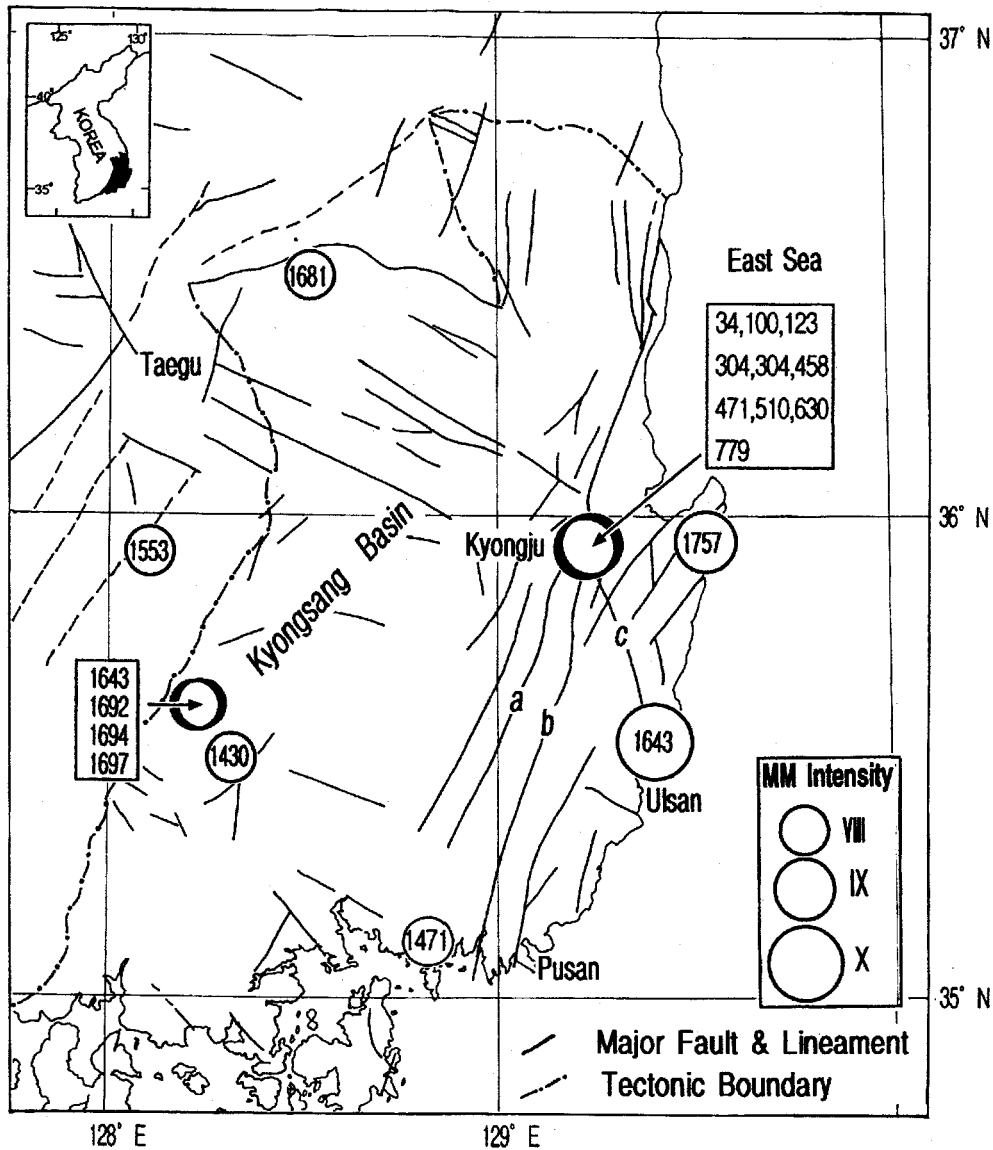 125°
130°
37° N
40°
KOREA
35°
East Sea
1681
34,100,123
304,304,458
471,510,630
779
Taegu
36° N
Kyongju
1757
1553
Kyongsang Basin
c
1643
1692
1694
1697
a
b
1430
1643
Ulsan
MM Intensity
VIII
IX
X
1471
Pusan
35° N
Major Fault & Lineament
Tectonic Boundary
128° E
129° E